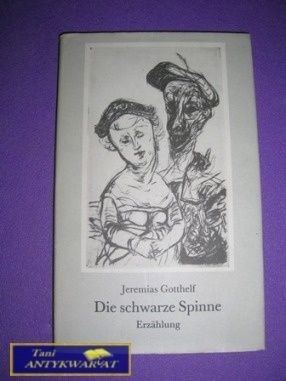 Jeremias Gotthelf
Die schwarze Spinne
Erzählung
Tani
ANTYKWARIAT